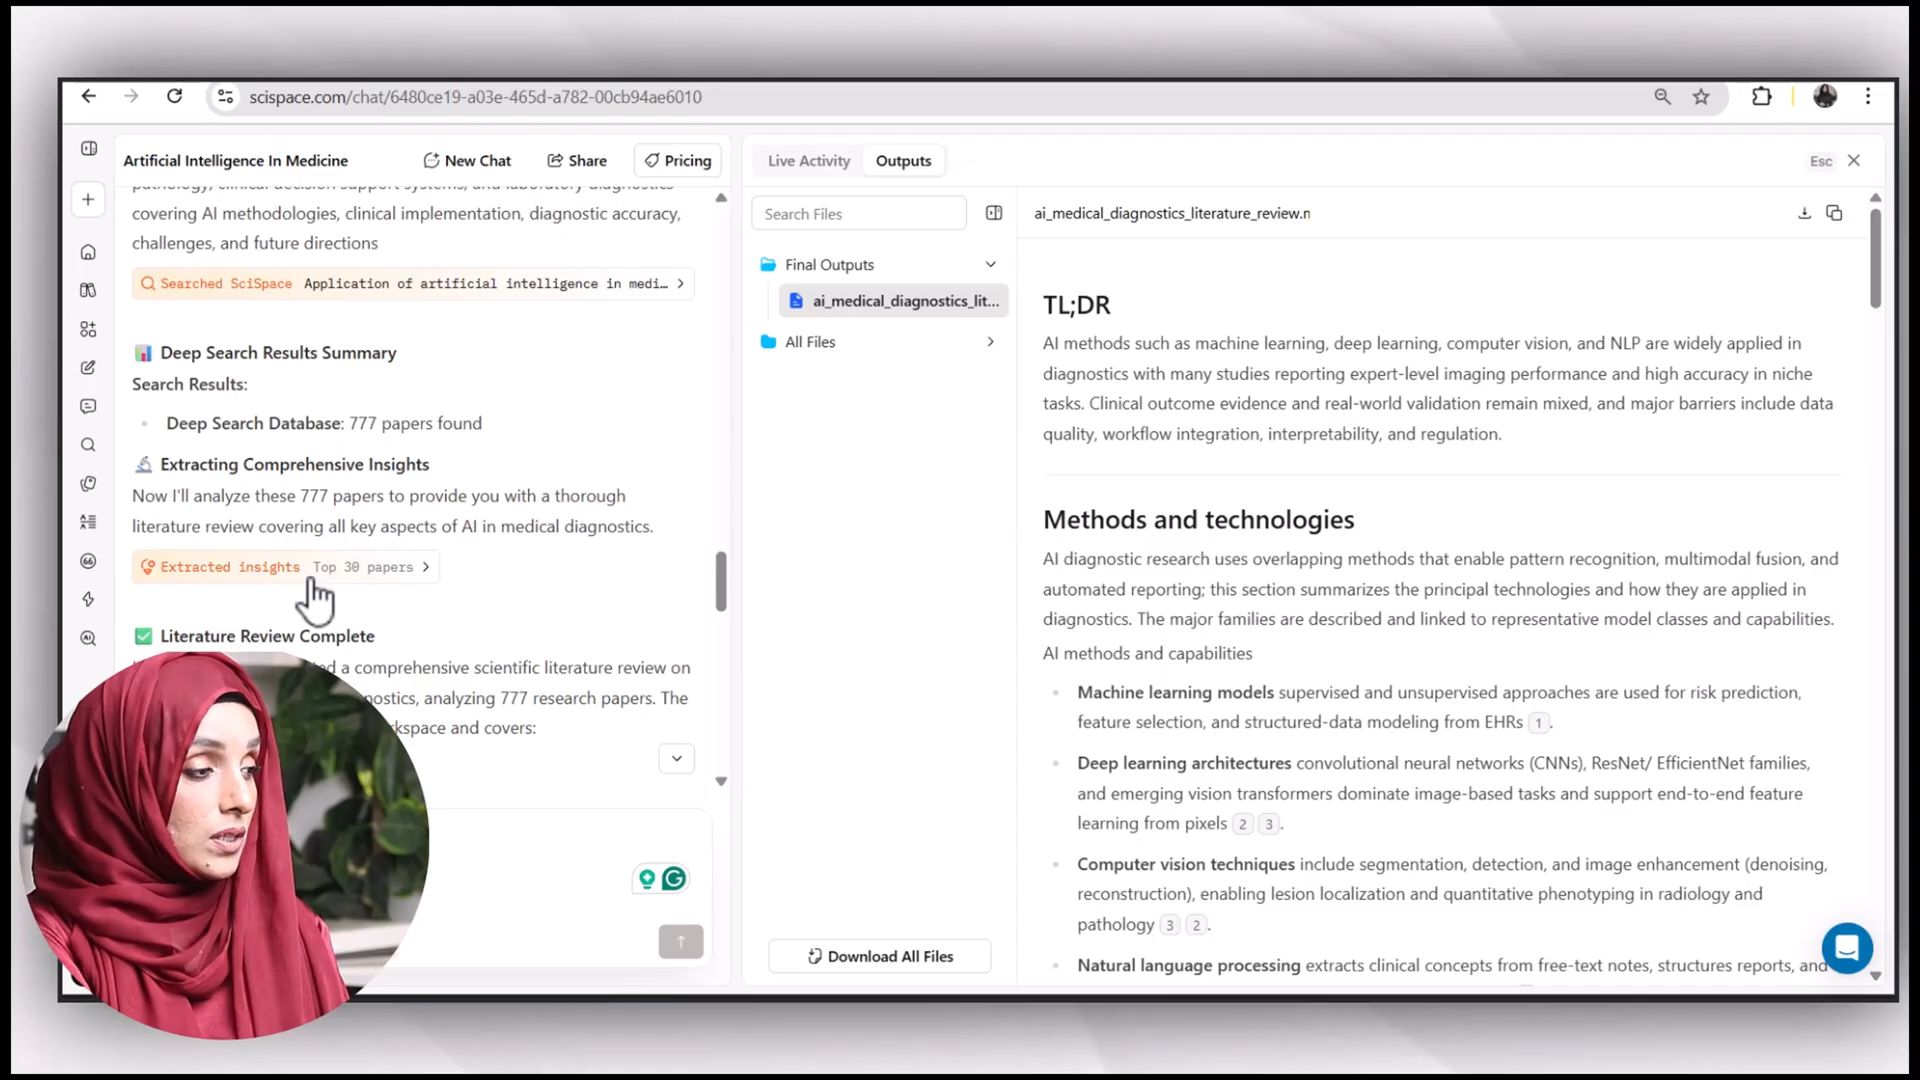 scispace.com/chat/6480ce19-a03e-465d-a782-00cb94ae6010
Artificial Intelligence In Medicine
New Chat
Share
Pricing
pathology, clinical decision support systems, and laboratory diagnostics
covering AI methodologies, clinical implementation, diagnostic accuracy,
challenges, and future directions
Searched SciSpace Application of artificial intelligence in medi…
Deep Search Results Summary
Search Results:
Deep Search Database: 777 papers found
Extracting Comprehensive Insights
Now I'll analyze these 777 papers to provide you with a thorough
literature review covering all key aspects of AI in medical diagnostics.
Extracted insights Top 30 papers
Literature Review Complete
a comprehensive scientific literature review on
analyzing 777 research papers. The
and covers:
Live Activity
Outputs
Esc
Search Files
Final Outputs
ai_medical_diagnostics_lit...
All Files
Download All Files
ai_medical_diagnostics_literature_review.n
TL;DR
AI methods such as machine learning, deep learning, computer vision, and NLP are widely applied in
diagnostics with many studies reporting expert-level imaging performance and high accuracy in niche
tasks. Clinical outcome evidence and real-world validation remain mixed, and major barriers include data
quality, workflow integration, interpretability, and regulation.
Methods and technologies
AI diagnostic research uses overlapping methods that enable pattern recognition, multimodal fusion, and
automated reporting; this section summarizes the principal technologies and how they are applied in
diagnostics. The major families are described and linked to representative model classes and capabilities.
AI methods and capabilities
Machine learning models supervised and unsupervised approaches are used for risk prediction,
feature selection, and structured-data modeling from EHRs 1 .
Deep learning architectures convolutional neural networks (CNNs), ResNet/ EfficientNet families,
and emerging vision transformers dominate image-based tasks and support end-to-end feature
learning from pixels 2 3 .
Computer vision techniques include segmentation, detection, and image enhancement (denoising,
reconstruction), enabling lesion localization and quantitative phenotyping in radiology and
pathology 3 2 .
Natural language processing extracts clinical concepts from free-text notes, structures reports, and